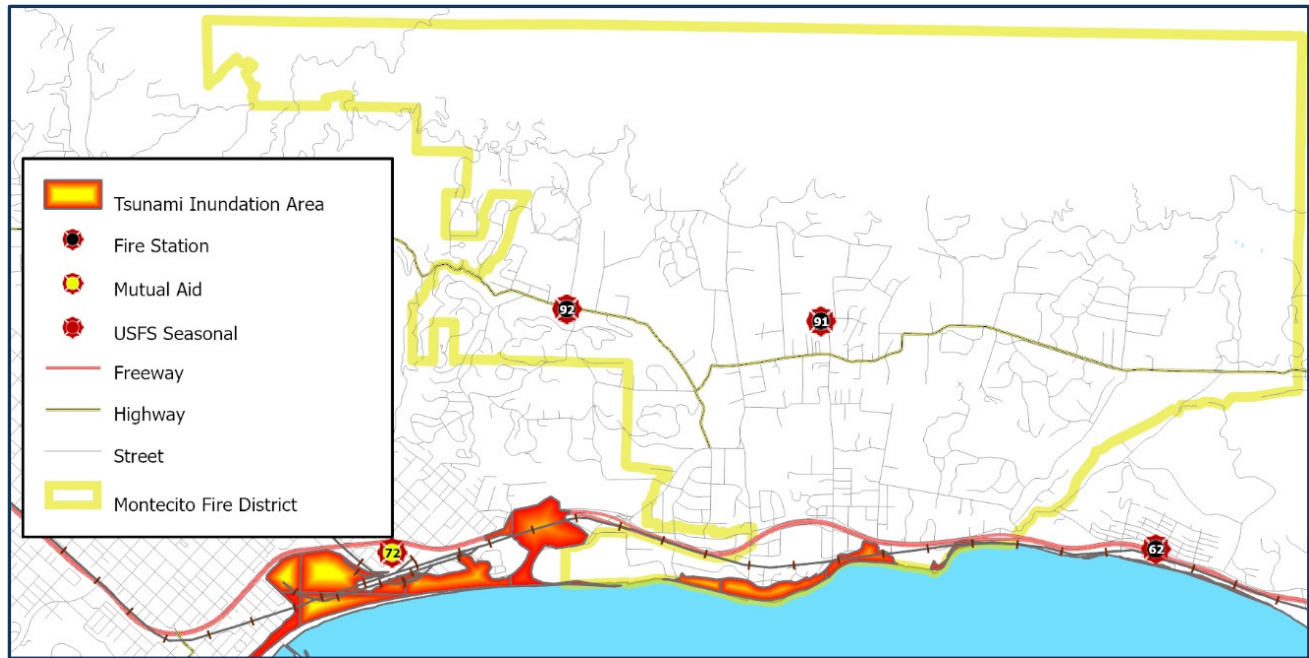 Tsunami Inundation Area
Fire Station
Mutual Aid
USFS Seasonal
Freeway
Highway
Street
Montecito Fire District
92
91
72
62